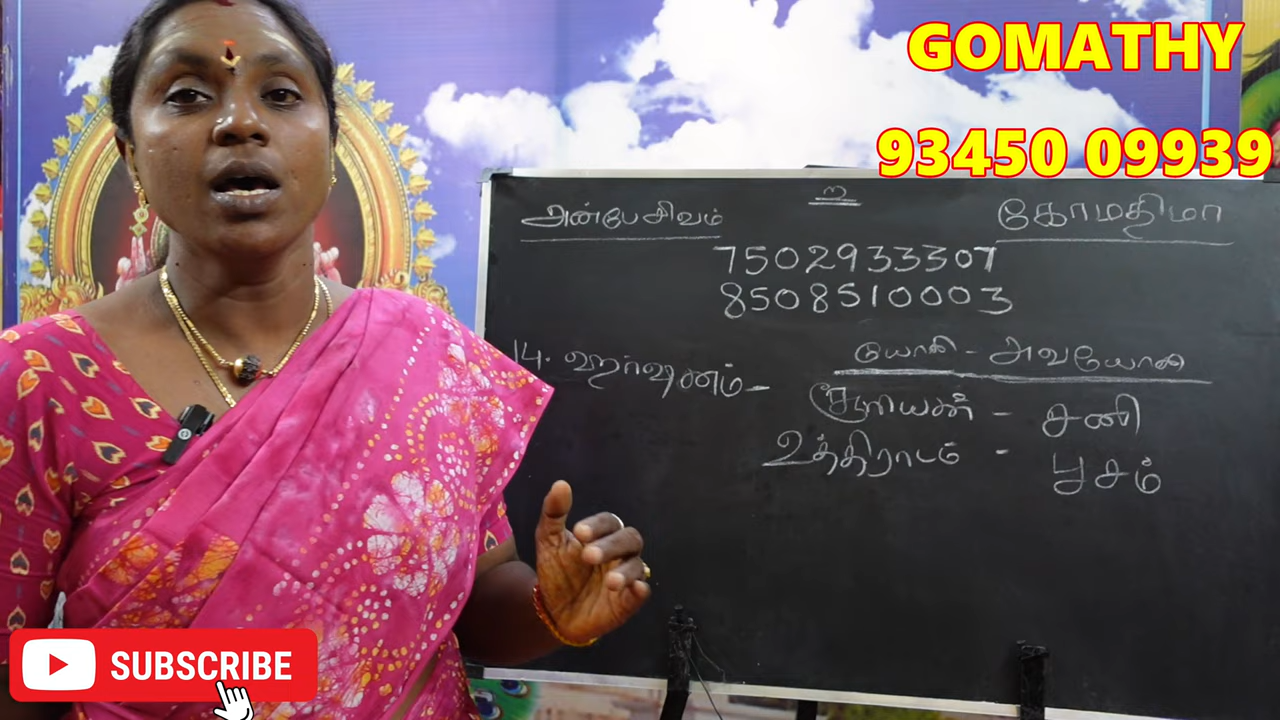 GOMATHY
93450 09939
உ
அன்பே சிவம்
கோமதிமா
7502933307
8508510003
14. ஹர்ஷணம் -
யோகி - அவயோகி
சூரியன் - சனி
உத்திராடம் - பூசம்
SUBSCRIBE